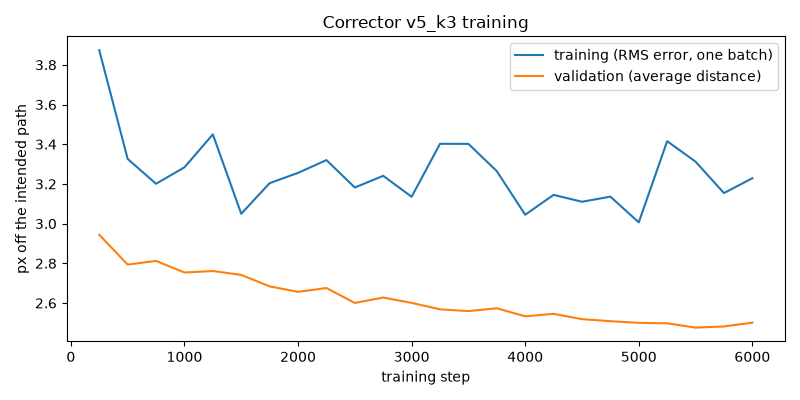 Corrector v5_k3 training
training (RMS error, one batch)
validation (average distance)
px off the intended path
3.8
3.6
3.4
3.2
3.0
2.8
2.6
0 1000 2000 3000 4000 5000 6000
training step